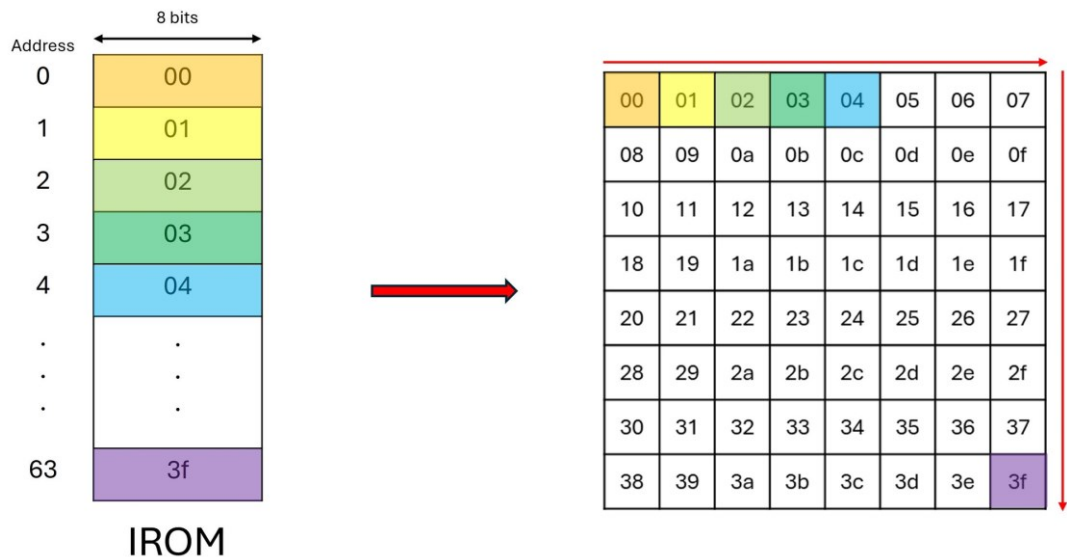 8 bits
Address
0 00
1 01
2 02
3 03
4 04
. .
. .
. .
63 3f
IROM
00 01 02 03 04 05 06 07
08 09 0a 0b 0c 0d 0e 0f
10 11 12 13 14 15 16 17
18 19 1a 1b 1c 1d 1e 1f
20 21 22 23 24 25 26 27
28 29 2a 2b 2c 2d 2e 2f
30 31 32 33 34 35 36 37
38 39 3a 3b 3c 3d 3e 3f